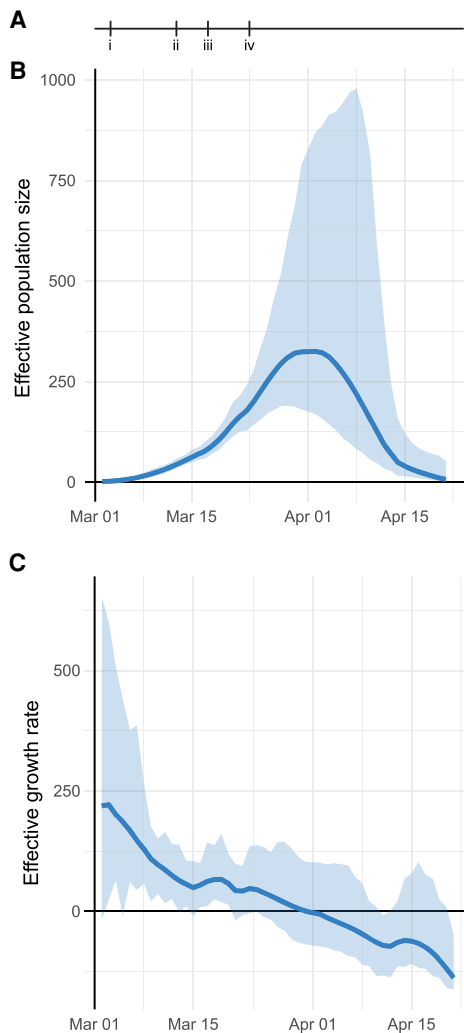 A
i ii iii iv
B
1000
750
500
250
0
Effective population size
Mar 01 Mar 15 Apr 01 Apr 15
C
500
250
0
Effective growth rate
Mar 01 Mar 15 Apr 01 Apr 15